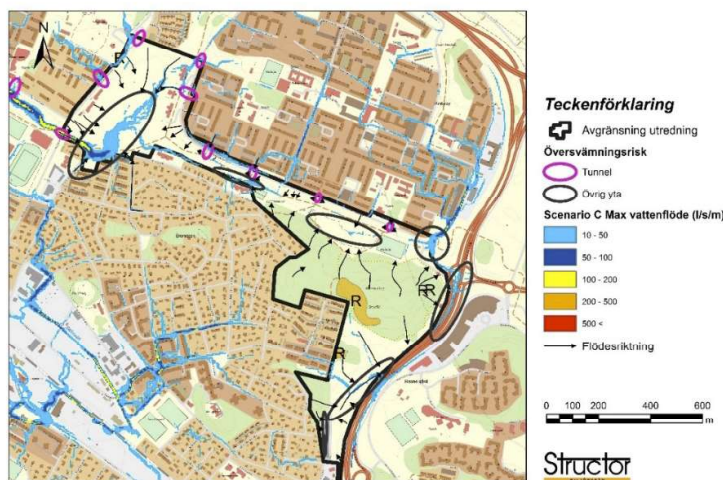 N
R
R
R
R
R
Teckenförklaring
Avgränsning utredning
Översvämningsrisk
Tunnel
Övrig yta
Scenario C Max vattenflöde (l/s/m)
10 - 50
50 - 100
100 - 200
200 - 500
500 <
Flödesriktning
0 100 200 400 600
m
Structor